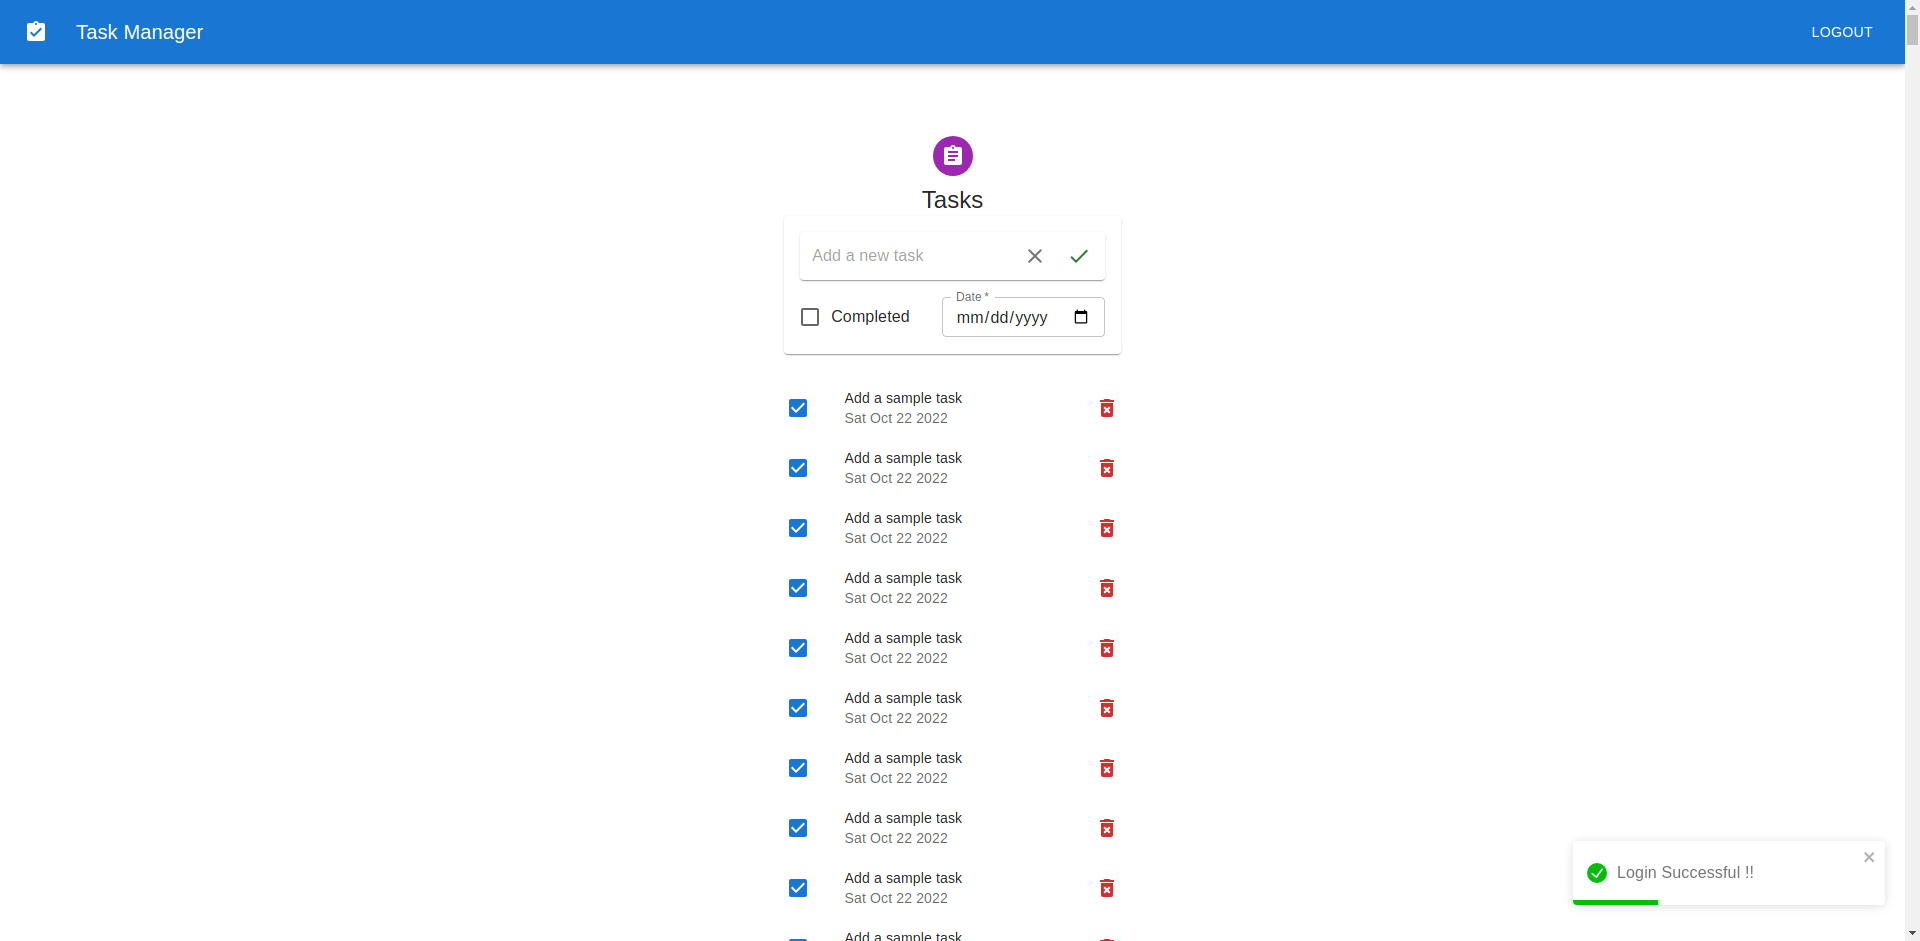 Task Manager
LOGOUT
Tasks
Add a new task
Date *
Completed
mm/dd/yyyy
Add a sample task
Sat Oct 22 2022
Add a sample task
Sat Oct 22 2022
Add a sample task
Sat Oct 22 2022
Add a sample task
Sat Oct 22 2022
Add a sample task
Sat Oct 22 2022
Add a sample task
Sat Oct 22 2022
Add a sample task
Sat Oct 22 2022
Add a sample task
Sat Oct 22 2022
Add a sample task
Sat Oct 22 2022
Add a sample task
Login Successful !!